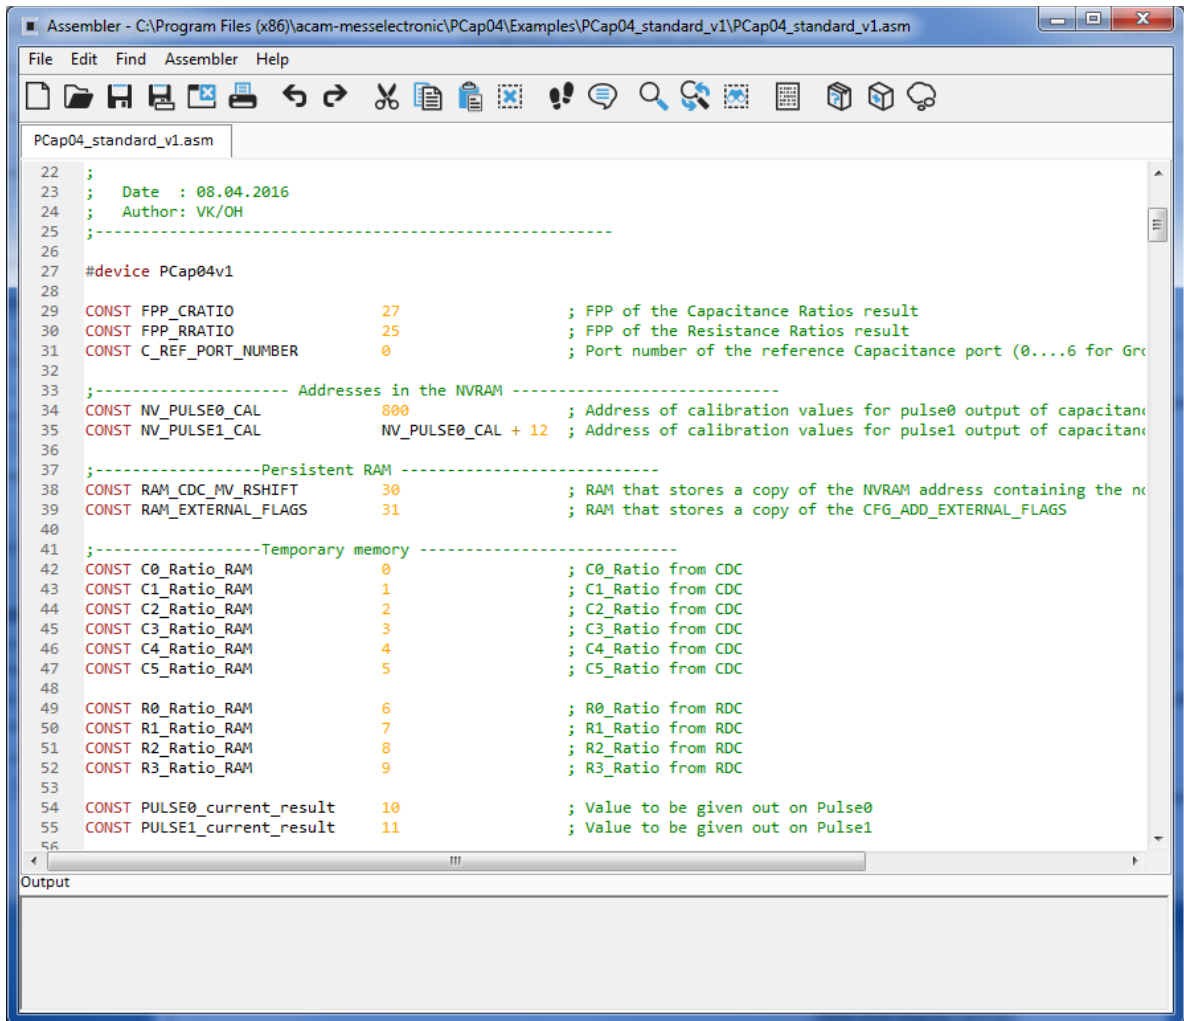 Assembler - C:\Program Files (x86)\acam-messelectronic\PCap04\Examples\PCap04_standard_v1\PCap04_standard_v1.asm
File Edit Find Assembler Help
PCap04_standard_v1.asm
22 ;
23 ; Date : 08.04.2016
24 ; Author: VK/OH
25 ;-------------------------------------------------------
26
27 #device PCap04v1
28
29 CONST FPP_CRATIO 27 ; FPP of the Capacitance Ratios result
30 CONST FPP_RRATIO 25 ; FPP of the Resistance Ratios result
31 CONST C_REF_PORT_NUMBER 0 ; Port number of the reference Capacitance port (0....6 for Gro
32
33 ;--------------------- Addresses in the NVRAM -----------------------------
34 CONST NV_PULSE0_CAL 800 ; Address of calibration values for pulse0 output of capacitanc
35 CONST NV_PULSE1_CAL NV_PULSE0_CAL + 12 ; Address of calibration values for pulse1 output of capacitanc
36
37 ;------------------Persistent RAM ----------------------------
38 CONST RAM_CDC_MV_RSHIFT 30 ; RAM that stores a copy of the NVRAM address containing the no
39 CONST RAM_EXTERNAL_FLAGS 31 ; RAM that stores a copy of the CFG_ADD_EXTERNAL_FLAGS
40
41 ;------------------Temporary memory ----------------------------
42 CONST C0_Ratio_RAM 0 ; C0_Ratio from CDC
43 CONST C1_Ratio_RAM 1 ; C1_Ratio from CDC
44 CONST C2_Ratio_RAM 2 ; C2_Ratio from CDC
45 CONST C3_Ratio_RAM 3 ; C3_Ratio from CDC
46 CONST C4_Ratio_RAM 4 ; C4_Ratio from CDC
47 CONST C5_Ratio_RAM 5 ; C5_Ratio from CDC
48
49 CONST R0_Ratio_RAM 6 ; R0_Ratio from RDC
50 CONST R1_Ratio_RAM 7 ; R1_Ratio from RDC
51 CONST R2_Ratio_RAM 8 ; R2_Ratio from RDC
52 CONST R3_Ratio_RAM 9 ; R3_Ratio from RDC
53
54 CONST PULSE0_current_result 10 ; Value to be given out on Pulse0
55 CONST PULSE1_current_result 11 ; Value to be given out on Pulse1
56
Output